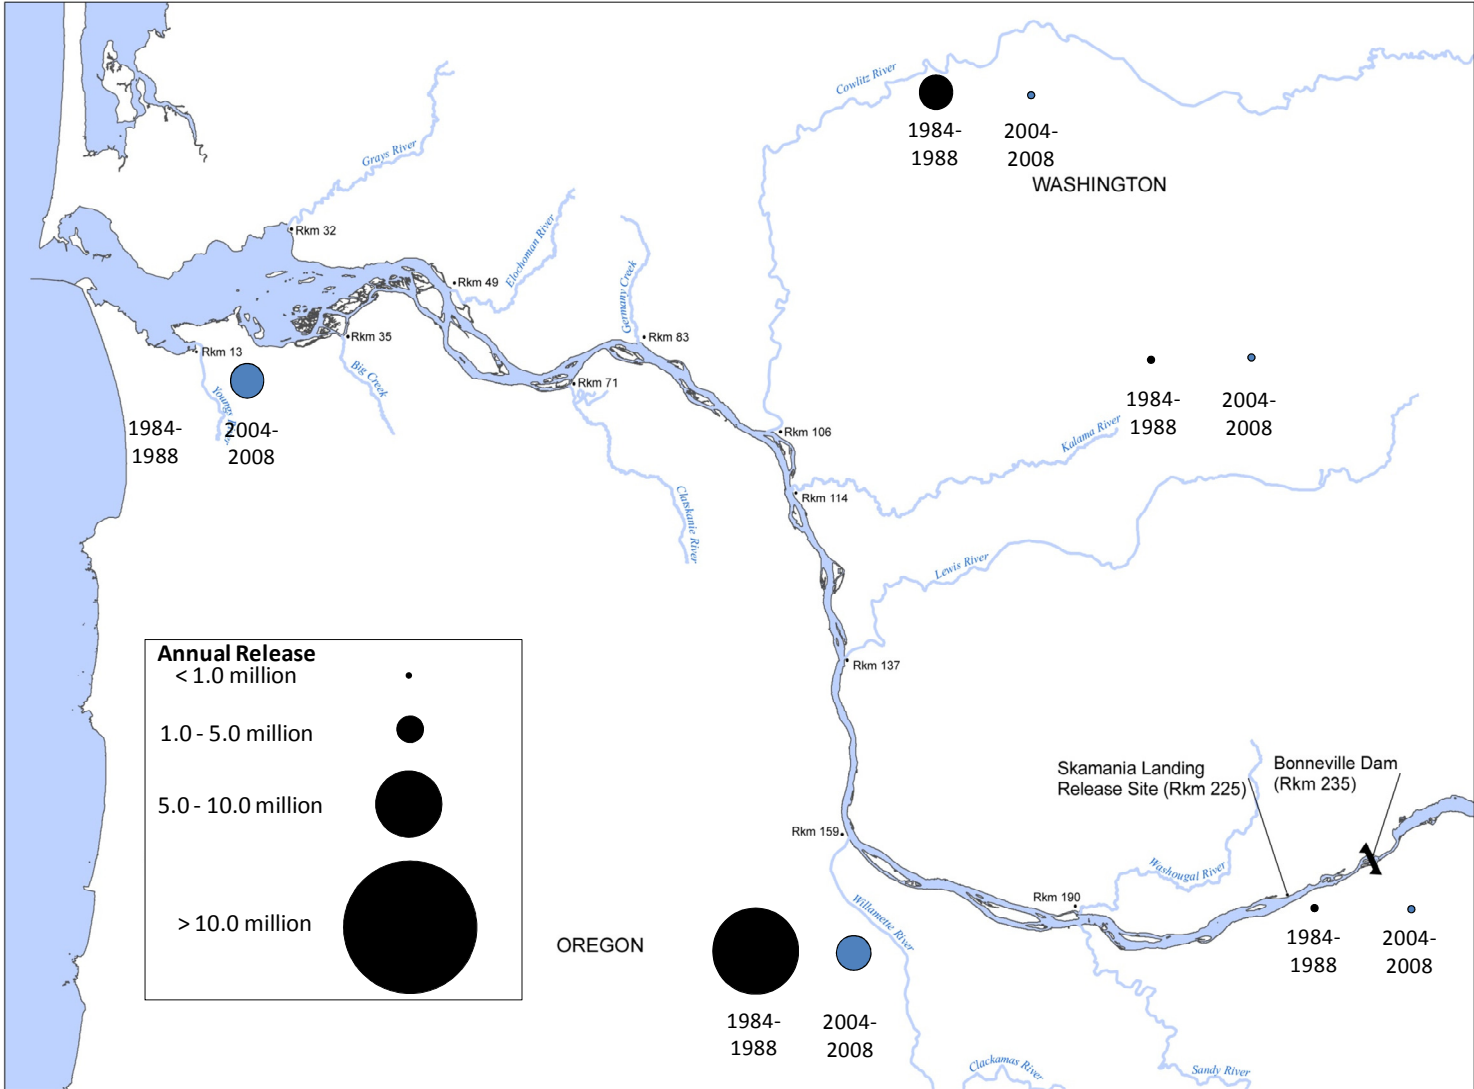 Cowlitz River
1984-
1988
2004-
2008
WASHINGTON
Grays River
Rkm 32
Elochoman River
Rkm 49
Germany Creek
Rkm 83
Rkm 35
Rkm 13
Big Creek
Rkm 71
Youngs
1984-
1988
2004-
2008
1984-
1988
2004-
2008
Kalama River
Rkm 106
Rkm 114
Clatskanie River
Lewis River
Rkm 137
Annual Release
< 1.0 million
1.0 - 5.0 million
5.0 - 10.0 million
> 10.0 million
Skamania Landing
Release Site (Rkm 225)
Bonneville Dam
(Rkm 235)
Rkm 159
Washougal River
Rkm 190
Willamette River
OREGON
1984-
1988
2004-
2008
1984-
1988
2004-
2008
Clackamas River
Sandy River